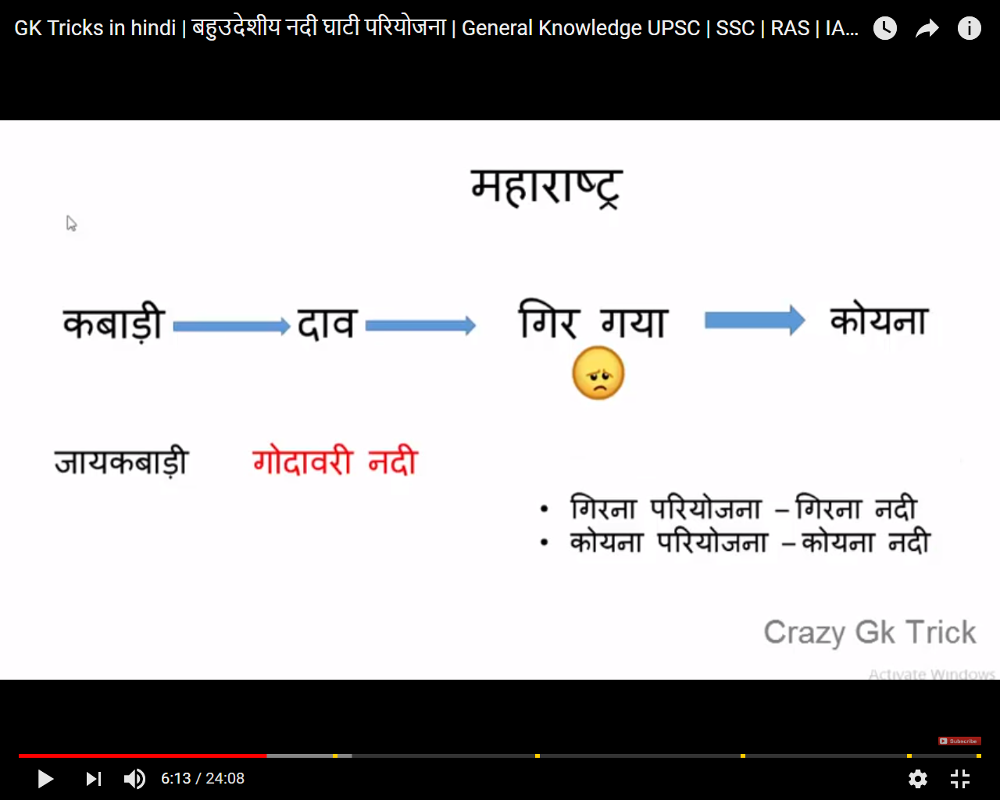 GK Tricks in hindi | बहुउदेशीय नदी घाटी परियोजना | General Knowledge UPSC | SSC | RAS | IA...
महाराष्ट्र
कबाड़ी दाव गिर गया कोयना
जायकबाड़ी गोदावरी नदी
• गिरना परियोजना – गिरना नदी
• कोयना परियोजना – कोयना नदी
Crazy Gk Trick
Activate Windows
Subscribe
6:13 / 24:08